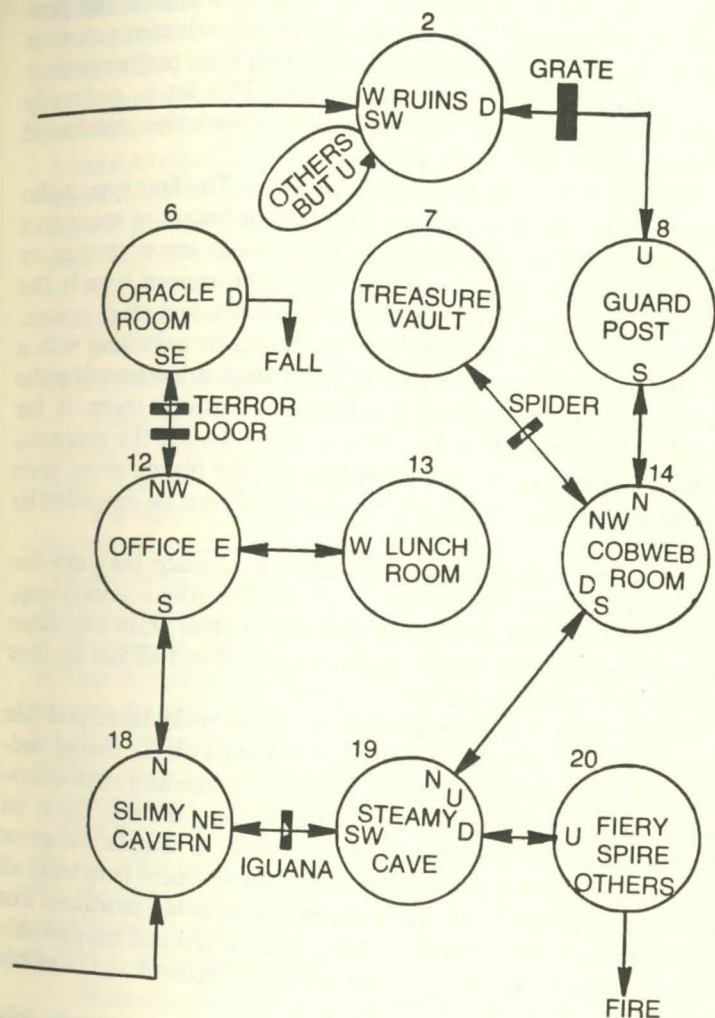 2
GRATE
W RUINS D
SW
OTHERS
BUT U
6
7
8
ORACLE D
ROOM
SE
FALL
TREASURE
VAULT
U
GUARD
POST
S
TERROR
DOOR
SPIDER
12
13
14
NW
OFFICE E
S
W LUNCH
ROOM
N
NW
COBWEB
ROOM
D
S
18
19
20
N
SLIMY NE
CAVERN
IGUANA
N
U
STEAMY D
SW
CAVE
U FIERY
SPIRE
OTHERS
FIRE